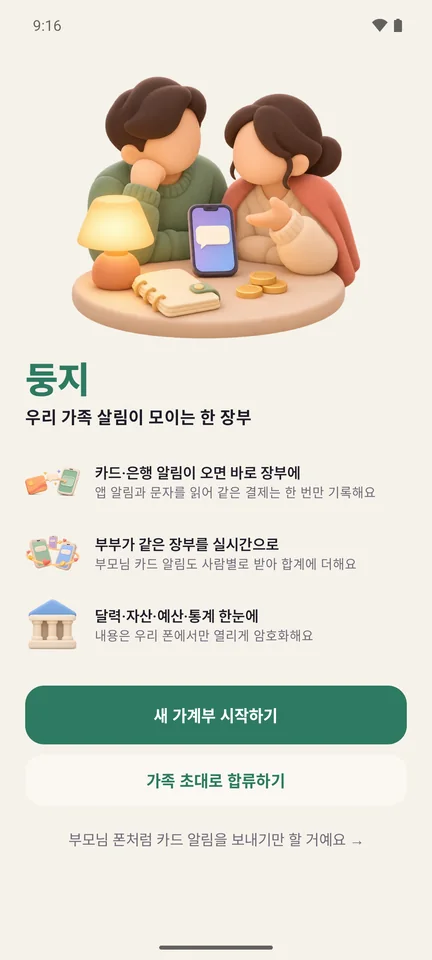 9:16
둥지
우리 가족 살림이 모이는 한 장부
카드·은행 알림이 오면 바로 장부에
앱 알림과 문자를 읽어 같은 결제는 한 번만 기록해요
부부가 같은 장부를 실시간으로
부모님 카드 알림도 사람별로 받아 합계에 더해요
달력·자산·예산·통계 한눈에
내용은 우리 폰에서만 열리게 암호화해요
새 가계부 시작하기
가족 초대로 합류하기
부모님 폰처럼 카드 알림을 보내기만 할 거예요 →